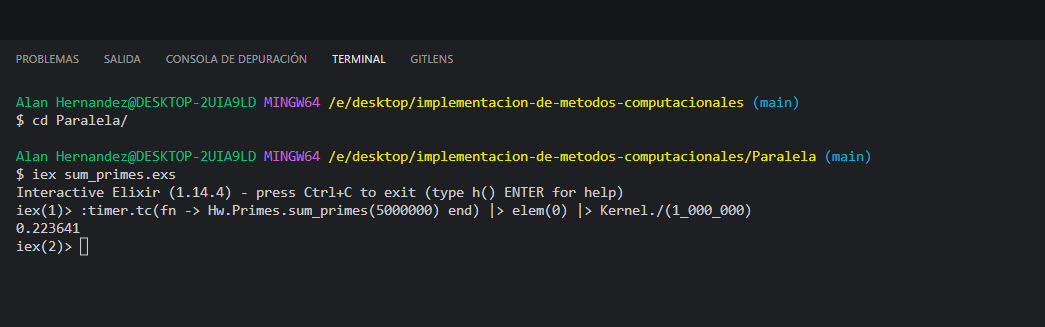 PROBLEMAS SALIDA CONSOLA DE DEPURACIÓN TERMINAL GITLENS
Alan Hernandez@DESKTOP-2UIA9LD MINGW64 /e/desktop/implementacion-de-metodos-computacionales (main)
$ cd Paralela/
Alan Hernandez@DESKTOP-2UIA9LD MINGW64 /e/desktop/implementacion-de-metodos-computacionales/Paralela (main)
$ iex sum_primes.exs
Interactive Elixir (1.14.4) - press Ctrl+C to exit (type h() ENTER for help)
iex(1)> :timer.tc(fn -> Hw.Primes.sum_primes(5000000) end) |> elem(0) |> Kernel./(1_000_000)
0.223641
iex(2)>